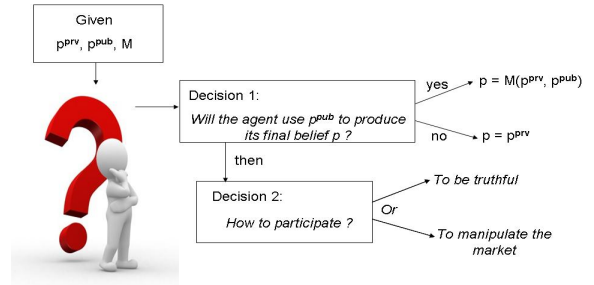 Given
pᵖʳᵛ, pᵖᵘᵇ, M
Decision 1:
Will the agent use pᵖᵘᵇ to produce
its final belief p ?
yes
p = M(pᵖʳᵛ, pᵖᵘᵇ)
no
p = pᵖʳᵛ
then
Decision 2:
How to participate ?
To be truthful
Or
To manipulate the
market